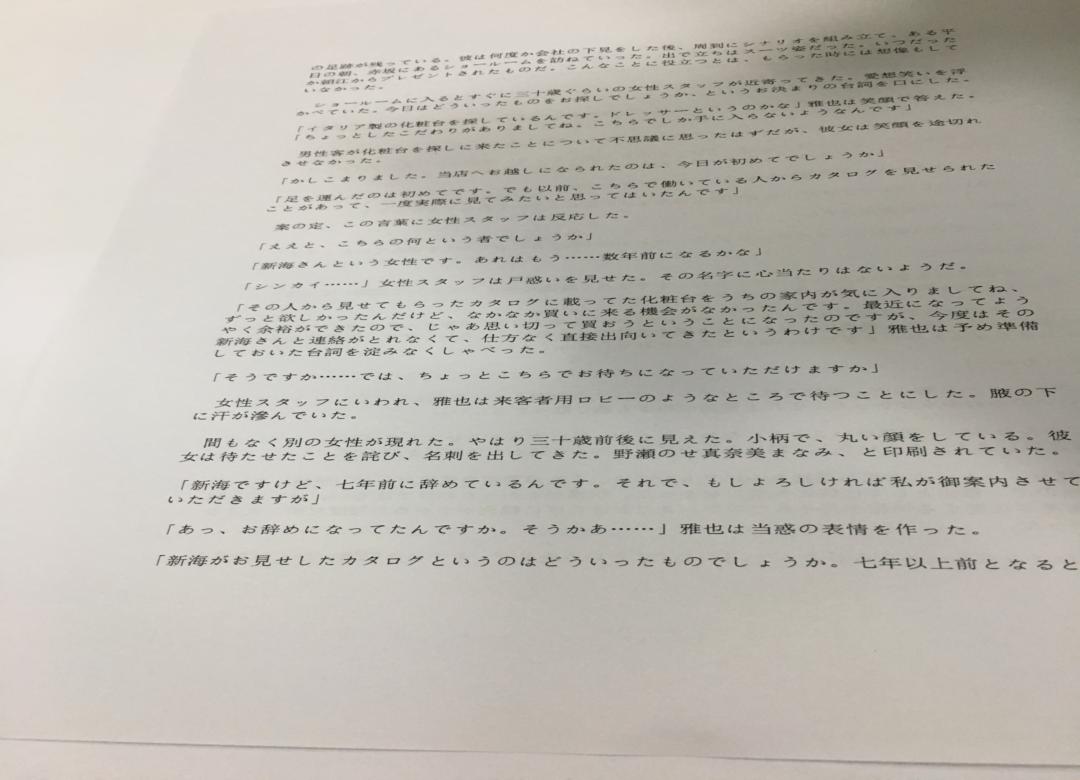 の足跡が残っている。彼は何度か会社の下見をした後、周到にシナリオを組み立て、ある平
日の朝、赤坂にあるショールームを訪ねていった。出で立ちはスーツ姿だった。いつだった
か頼江からプレゼントされたものだ。こんなことに役立つとは、もらった時には想像もして
いなかった。
ショールームに入るとすぐに三十歳ぐらいの女性スタッフが近寄ってきた。愛想笑いを浮
かべていた。今日はどういったものをお探しでしょうか、というお決まりの台詞を口にした。
「イタリア製の化粧台を探しているんです。ドレッサーというのかな」雅也は笑顔で答えた。
「ちょっとしたこだわりがありましてね。こちらでしか手に入らないようなんです」
男性客が化粧台を探しに来たことについて不思議に思ったはずだが、彼女は笑顔を途切れ
させなかった。
「かしこまりました。当店へお越しになられたのは、今日が初めてでしょうか」
「足を運んだのは初めてです。でも以前、こちらで働いている人からカタログを見せられた
ことがあって、一度実際に見てみたいと思ってはいたんです」
案の定、この言葉に女性スタッフは反応した。
「ええと、こちらの何という者でしょうか」
「新海さんという女性です。あれはもう……数年前になるかな」
「シンカイ……」女性スタッフは戸惑いを見せた。その名字に心当たりはないようだ。
「その人から見せてもらったカタログに載ってた化粧台をうちの家内が気に入りましてね、
ずっと欲しかったんだけど、なかなか買いに来る機会がなかったんです。最近になってよう
やく余裕ができたので、じゃあ思い切って買おうということになったのですが、今度はその
新海さんと連絡がとれなくて、仕方なく直接出向いてきたというわけです」雅也は予め準備
しておいた台詞を淀みなくしゃべった。
「そうですか……では、ちょっとこちらでお待ちになっていただけますか」
女性スタッフにいわれ、雅也は来客者用ロビーのようなところで待つことにした。腋の下
に汗が滲んでいた。
間もなく別の女性が現れた。やはり三十歳前後に見えた。小柄で、丸い顔をしている。彼
女は待たせたことを詫び、名刺を出してきた。野瀬のせ真奈美まなみ、と印刷されていた。
「新海ですけど、七年前に辞めているんです。それで、もしよろしければ私が御案内させて
いただきますが」
「あっ、お辞めになってたんですか。そうかあ……」雅也は当惑の表情を作った。
「新海がお見せしたカタログというのはどういったものでしょうか。七年以上前となると